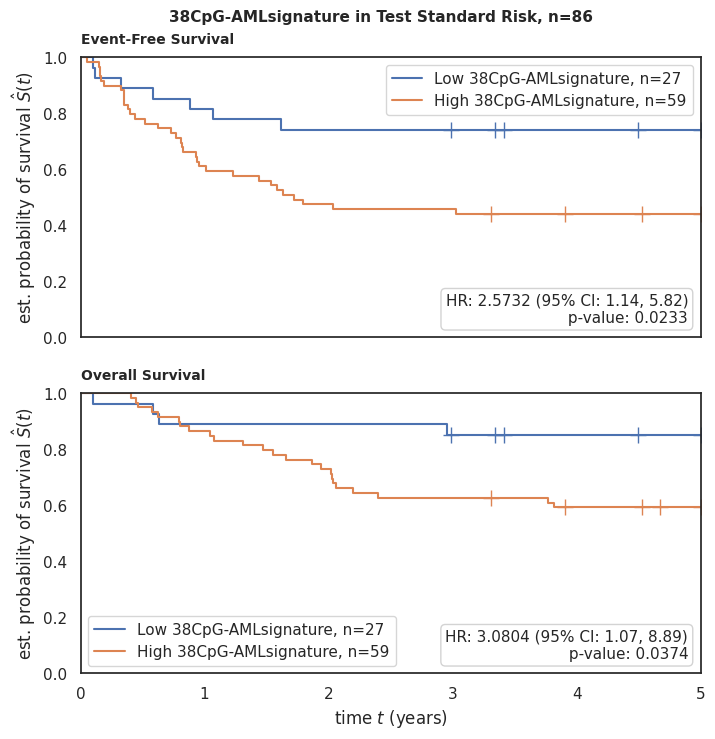 38CpG-AMLsignature in Test Standard Risk, n=86
Event-Free Survival
1.0
0.8
0.6
0.4
0.2
0.0
est. probability of survival Ŝ(t)
Low 38CpG-AMLsignature, n=27
High 38CpG-AMLsignature, n=59
HR: 2.5732 (95% CI: 1.14, 5.82)
p-value: 0.0233
Overall Survival
1.0
0.8
0.6
0.4
0.2
0.0
est. probability of survival Ŝ(t)
Low 38CpG-AMLsignature, n=27
High 38CpG-AMLsignature, n=59
HR: 3.0804 (95% CI: 1.07, 8.89)
p-value: 0.0374
0 1 2 3 4 5
time t (years)